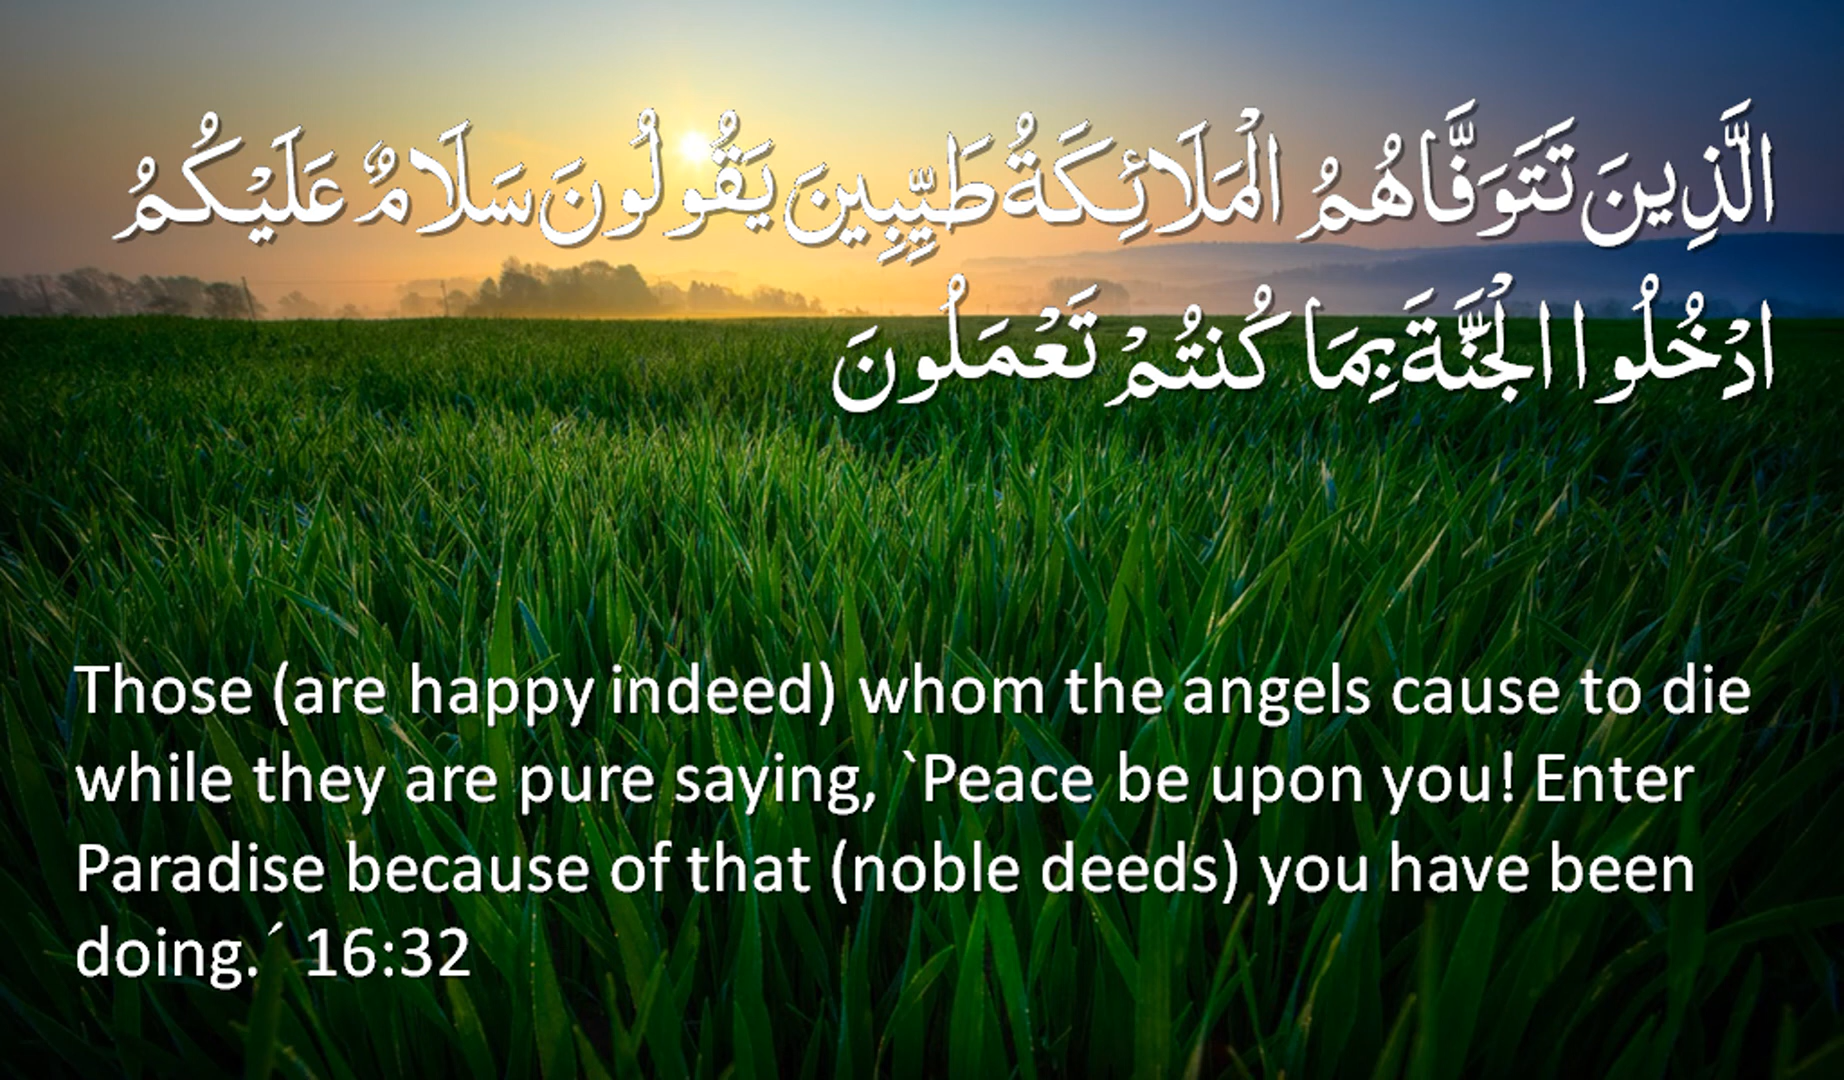 الَّذِينَ تَتَوَفَّاهُمُ الْمَلَائِكَةُ طَيِّبِينَ يَقُولُونَ سَلَامٌ عَلَيْكُمُ
ادْخُلُوا الْجَنَّةَ بِمَا كُنتُمْ تَعْمَلُونَ
Those (are happy indeed) whom the angels cause to die
while they are pure saying, `Peace be upon you! Enter
Paradise because of that (noble deeds) you have been
doing.´ 16:32